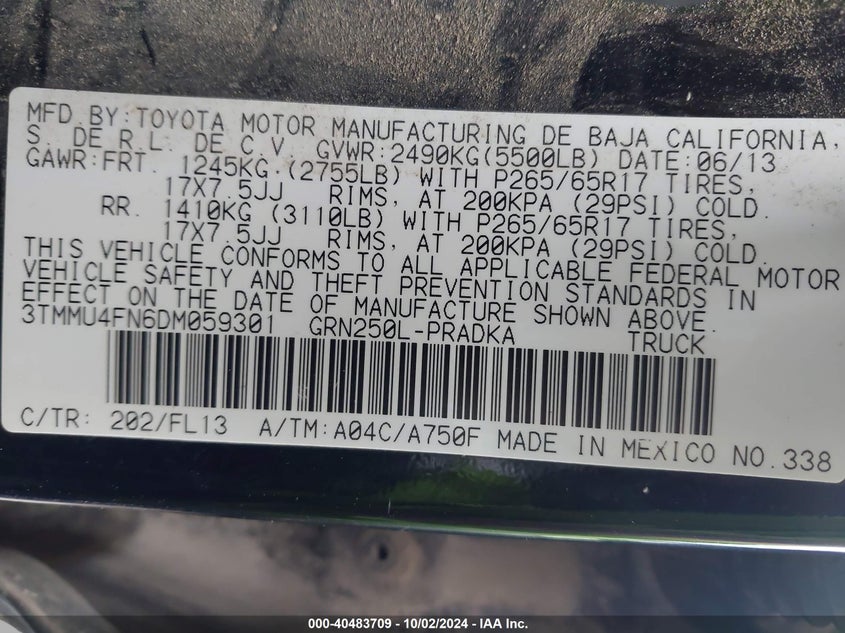 MFD.BY:TOYOTA MOTOR MANUFACTURING DE BAJA CALIFORNIA,
S. DE R.L. DE C.V. GVWR:2490KG(5500LB) DATE:06/13
GAWR:FRT. 1245KG.(2755LB) WITH P265/65R17 TIRES,
17X7.5JJ RIMS, AT 200KPA (29PSI) COLD.
RR. 1410KG (3110LB) WITH P265/65R17 TIRES,
17X7.5JJ RIMS, AT 200KPA (29PSI) COLD.
THIS VEHICLE CONFORMS TO ALL APPLICABLE FEDERAL MOTOR
VEHICLE SAFETY AND THEFT PREVENTION STANDARDS IN
EFFECT ON THE DATE OF MANUFACTURE SHOWN ABOVE.
3TMMU4FN6DM059301 GRN250L-PRADKA TRUCK
C/TR: 202/FL13 A/TM:A04C/A750F MADE IN MEXICO NO.338
000-40483709 - 10/02/2024 - IAA Inc.